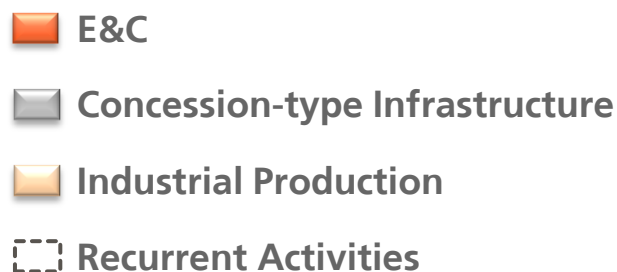 E&C
Concession-type Infrastructure
Industrial Production
Recurrent Activities